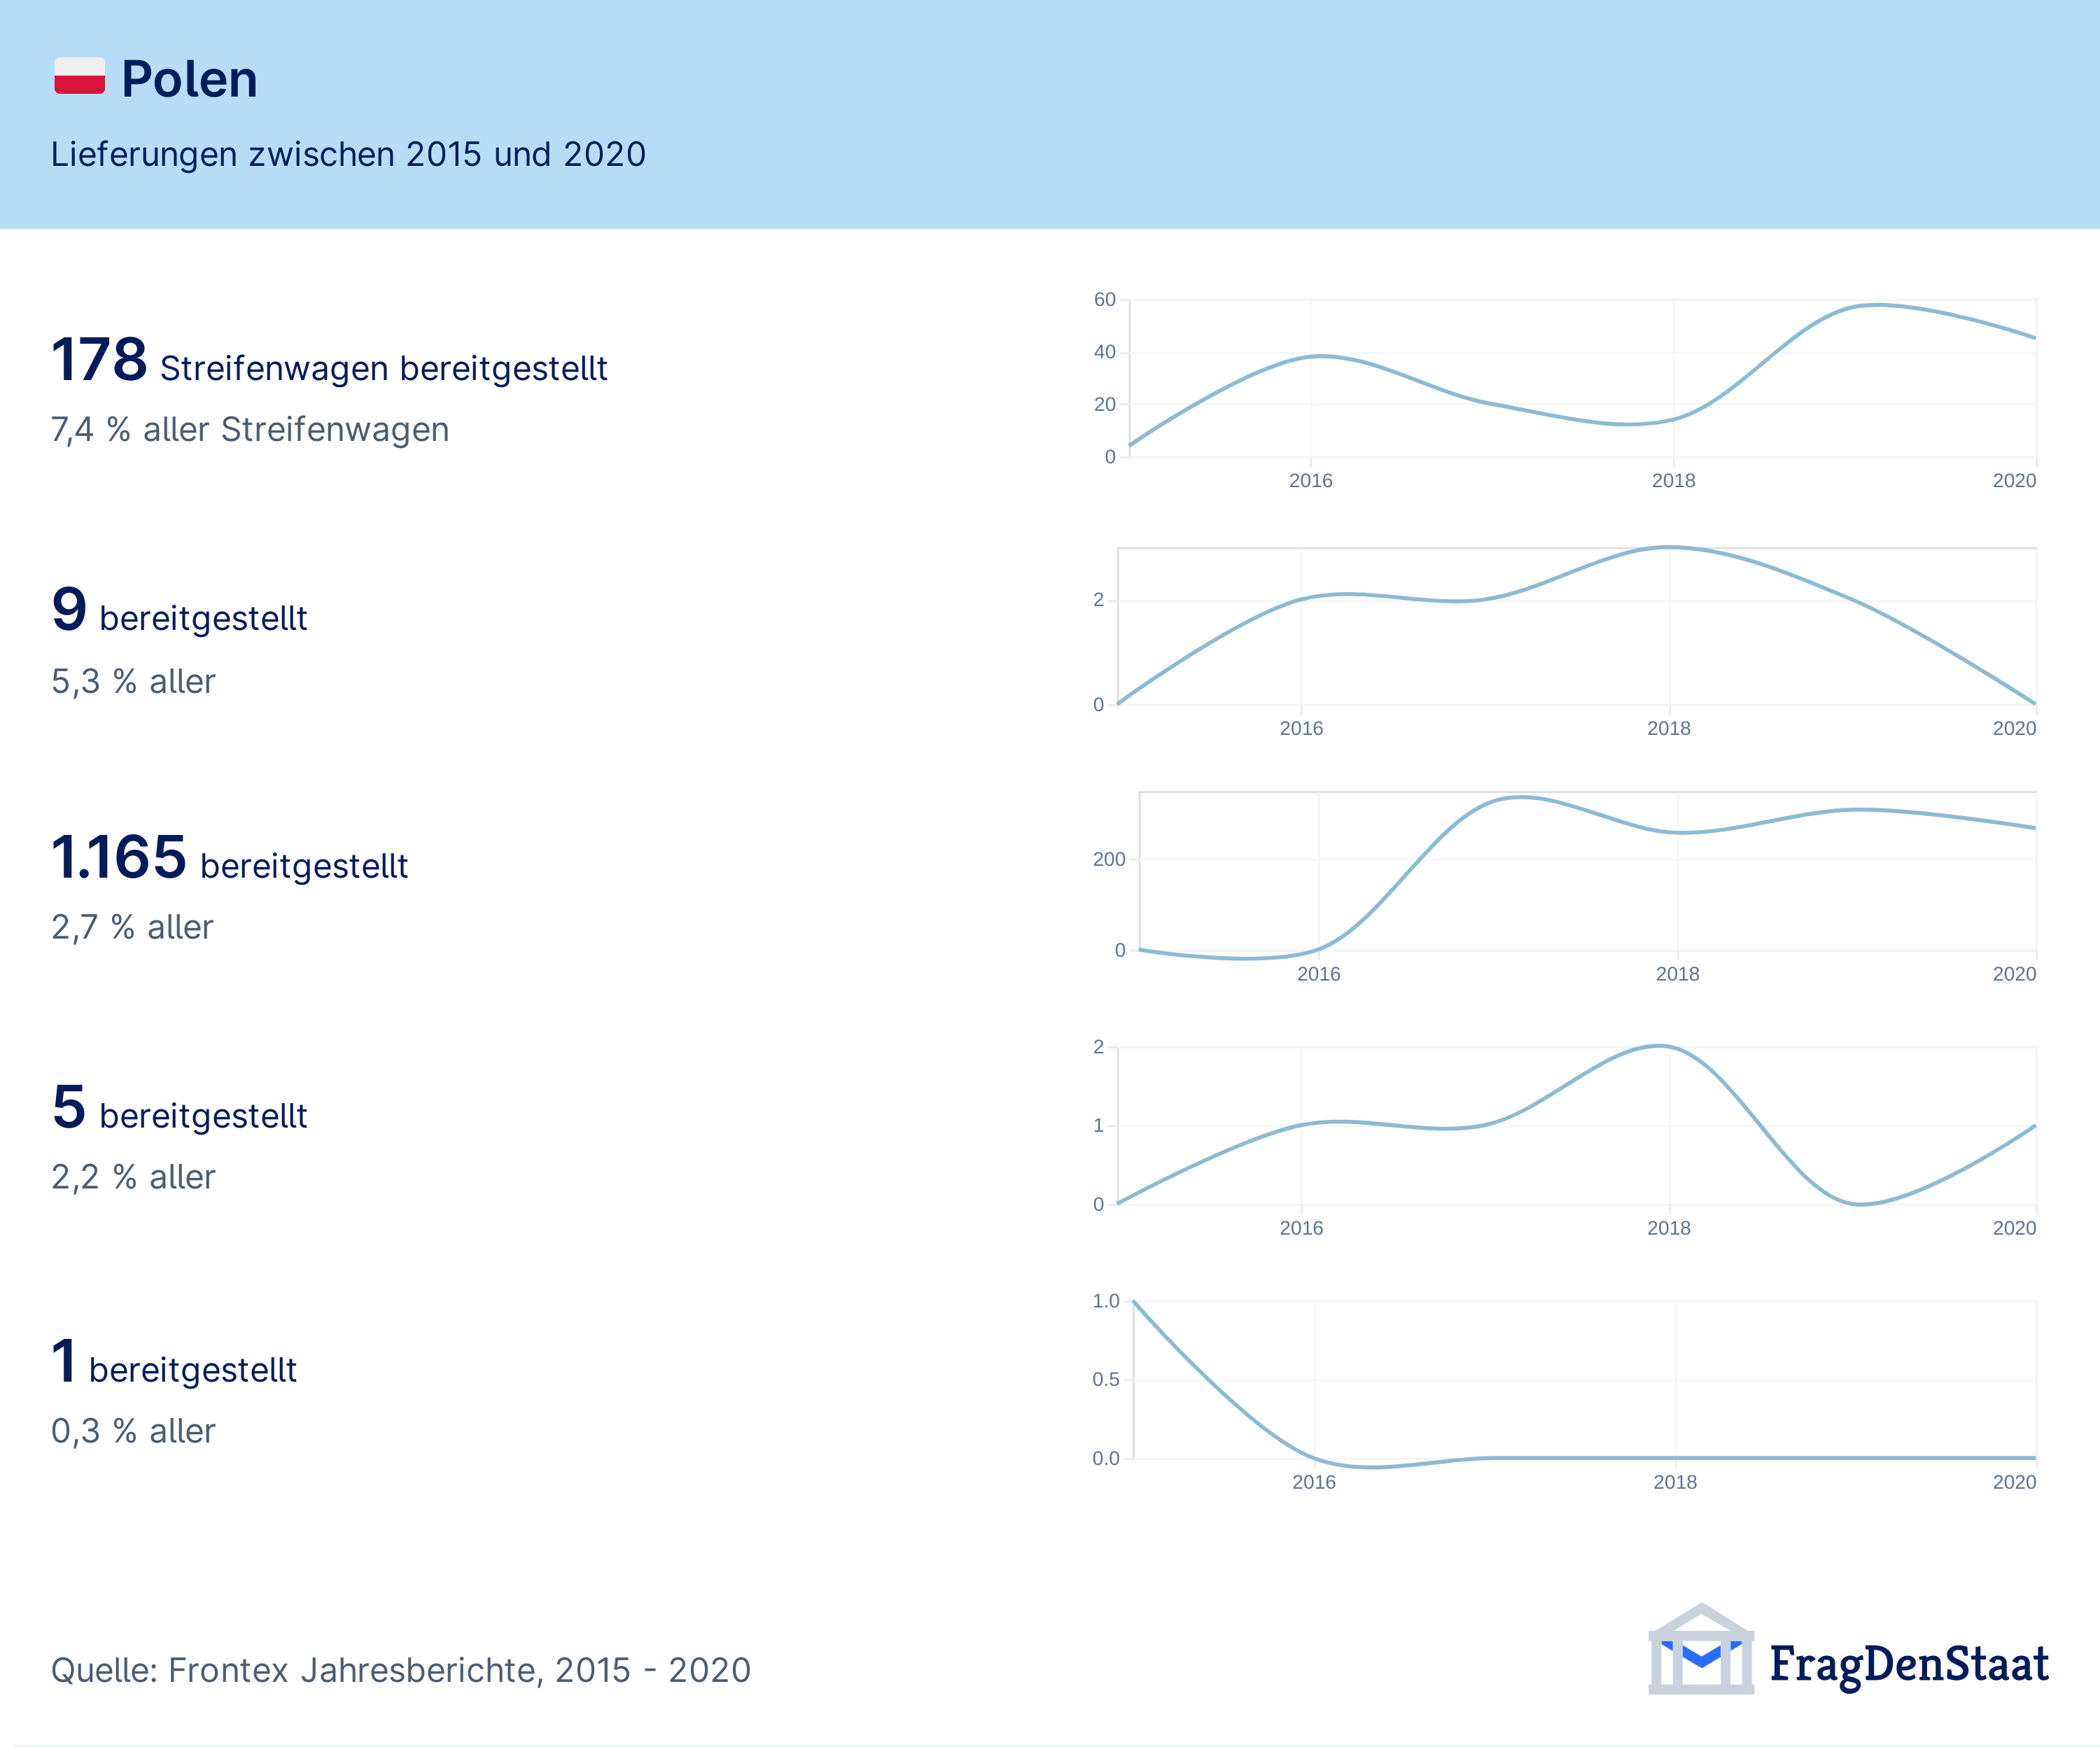 Polen
Lieferungen zwischen 2015 und 2020
178 Streifenwagen bereitgestellt
7,4 % aller Streifenwagen
60
40
20
0
2016 2018 2020
9 bereitgestellt
5,3 % aller
2
0
2016 2018 2020
1.165 bereitgestellt
2,7 % aller
200
0
2016 2018 2020
5 bereitgestellt
2,2 % aller
2
1
0
2016 2018 2020
1 bereitgestellt
0,3 % aller
1.0
0.5
0.0
2016 2018 2020
Quelle: Frontex Jahresberichte, 2015 - 2020
FragDenStaat